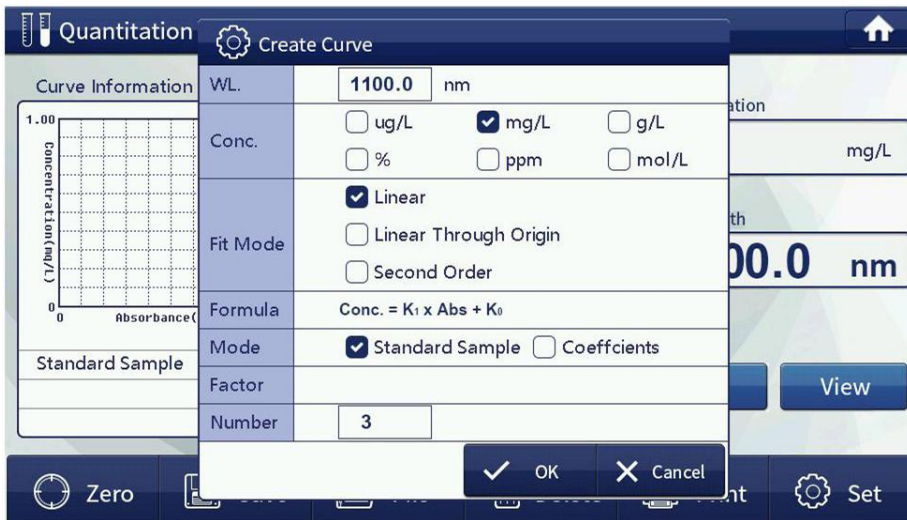 Quantitation
Create Curve
Curve Information
WL.
1100.0 nm
Conc.
ug/L mg/L g/L
% ppm mol/L
Fit Mode
Linear
Linear Through Origin
Second Order
Formula
Conc. = K₁ x Abs + K₀
Mode
Standard Sample Coeffcients
Factor
Number
3
OK Cancel
1.00
Concentration(mg/L)
0
0 Absorbance(
Standard Sample
ation
mg/L
th
00.0 nm
View
Zero
Set